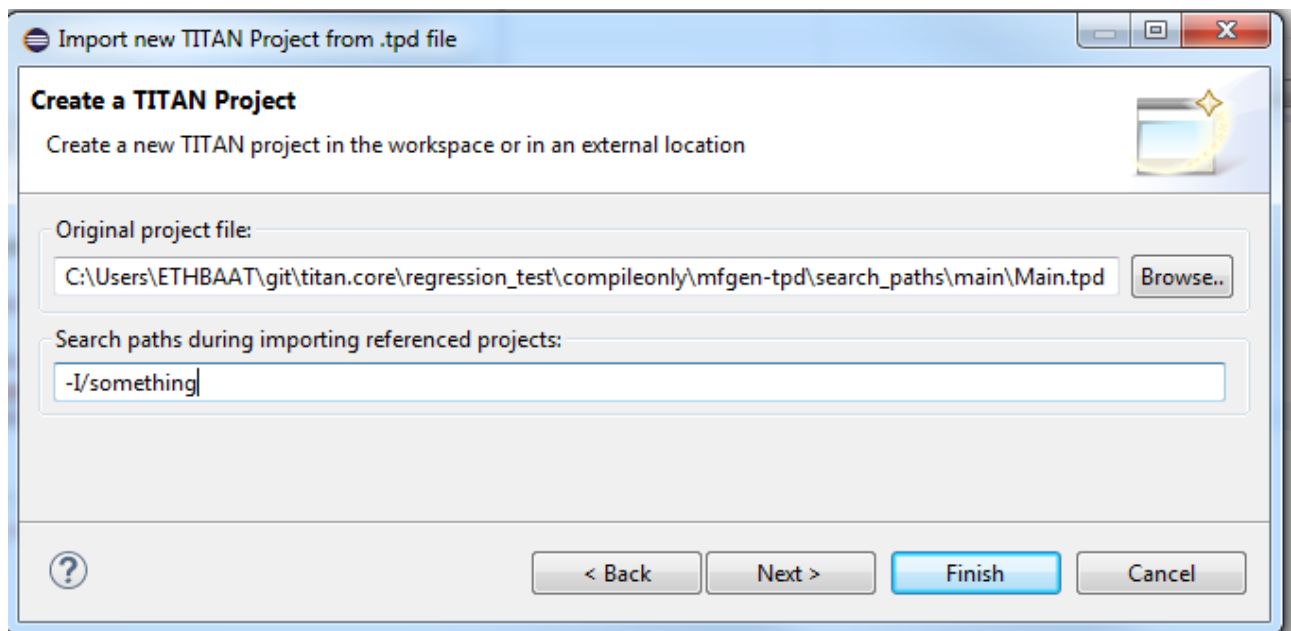 Import new TITAN Project from .tpd file
Create a TITAN Project
Create a new TITAN project in the workspace or in an external location
Original project file:
C:\Users\ETHBAAT\git\titan.core\regression_test\compileonly\mfgen-tpd\search_paths\main\Main.tpd Browse..
Search paths during importing referenced projects:
-I/something
? < Back Next > Finish Cancel